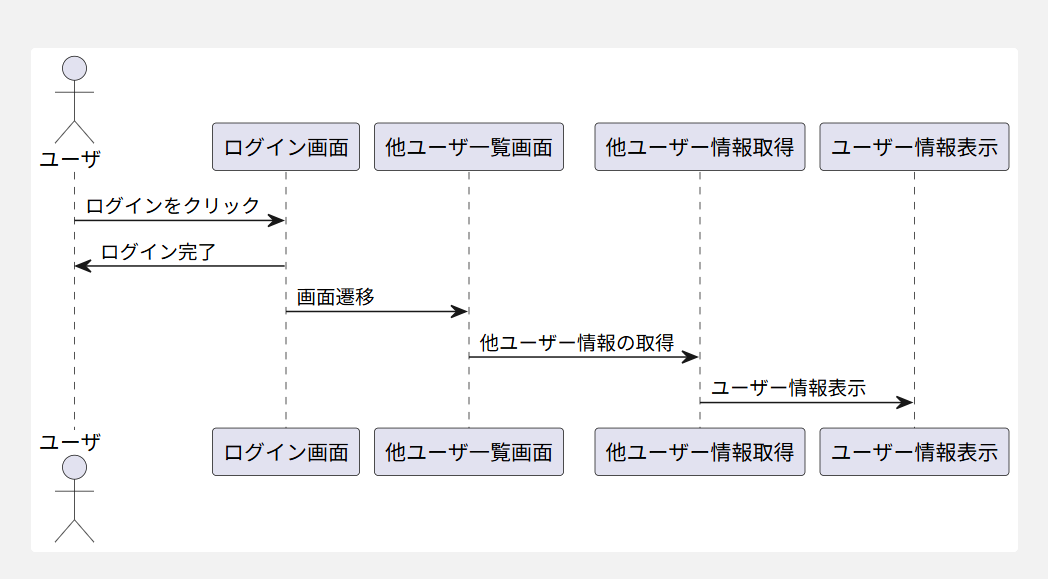 ユーザ
ログイン画面
他ユーザ一覧画面
他ユーザー情報取得
ユーザー情報表示
ログインをクリック
ログイン完了
画面遷移
他ユーザー情報の取得
ユーザー情報表示
ユーザ
ログイン画面
他ユーザ一覧画面
他ユーザー情報取得
ユーザー情報表示